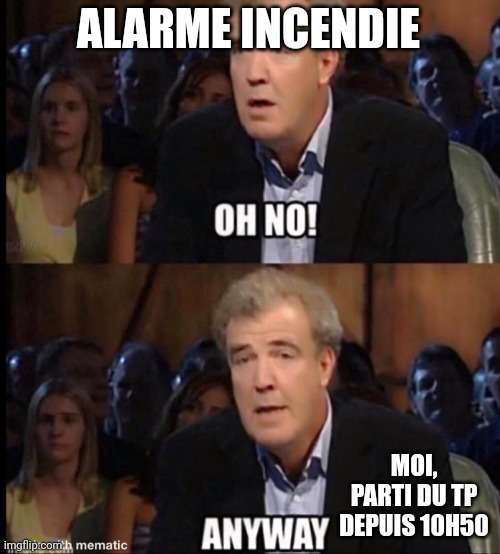 ALARME INCENDIE
OH NO!
MOI,
PARTI DU TP
DEPUIS 10H50
ANYWAY
imgflip.com
mematic